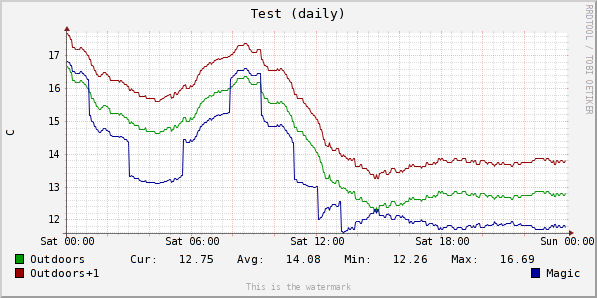 Test (daily)
RRDTOOL / TOBI OETIKER
C
17
16
15
14
13
12
Sat 00:00 Sat 06:00 Sat 12:00 Sat 18:00 Sun 00:00
Outdoors Cur: 12.75 Avg: 14.08 Min: 12.26 Max: 16.69
Outdoors+1 Magic
This is the watermark